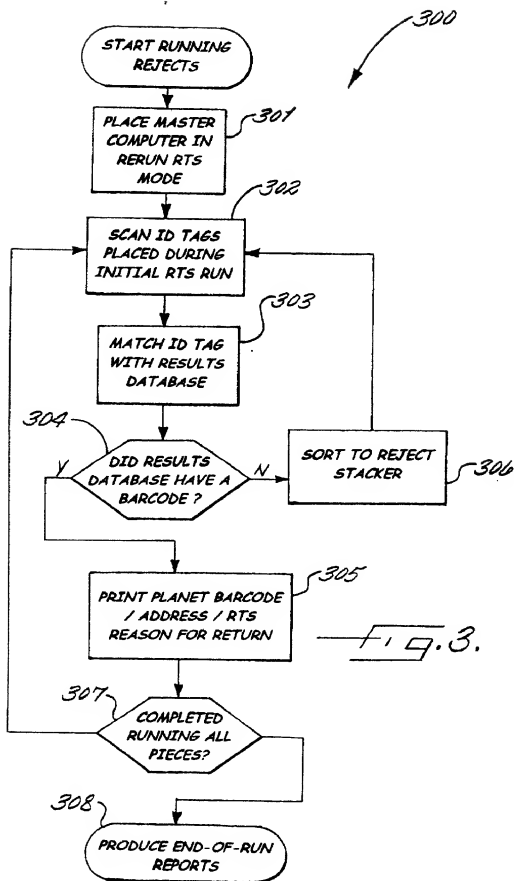 300
START RUNNING
REJECTS
301
PLACE MASTER
COMPUTER IN
RERUN RTS
MODE
302
SCAN ID TAGS
PLACED DURING
INITIAL RTS RUN
303
MATCH ID TAG
WITH RESULTS
DATABASE
304
Y
DID RESULTS
DATABASE HAVE A
BARCODE ?
N
SORT TO REJECT
STACKER
306
305
PRINT PLANET BARCODE
/ ADDRESS / RTS
REASON FOR RETURN
Fig. 3.
307
COMPLETED
RUNNING ALL
PIECES?
308
PRODUCE END-OF-RUN
REPORTS